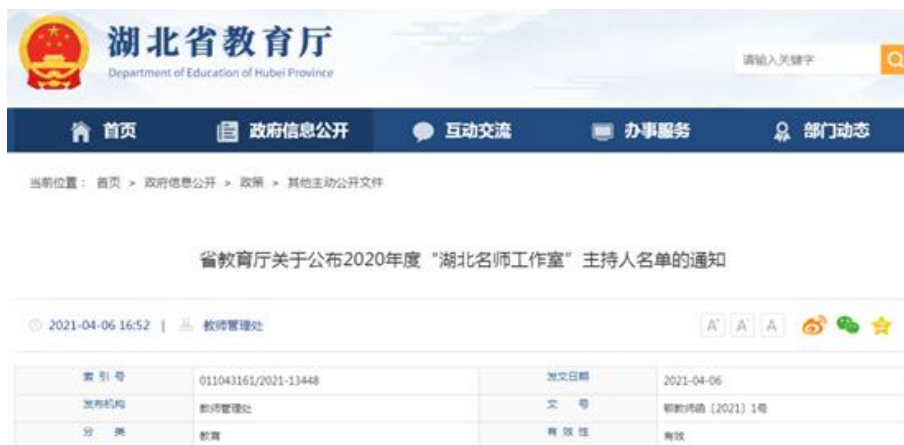 湖北省教育厅
Department of Education of Hubei Province
请输入关键字
首页 政府信息公开 互动交流 办事服务 部门动态
当前位置： 首页 > 政府信息公开 > 政策 > 其他主动公开文件
省教育厅关于公布2020年度“湖北名师工作室”主持人名单的通知
2021-04-06 16:52 | 教师管理处
A+ A- A
索引号 011043161/2021-13448 发文日期 2021-04-06
发布机构 教师管理处 文 号 鄂教师函〔2021〕1号
分 类 教育 有效性 有效